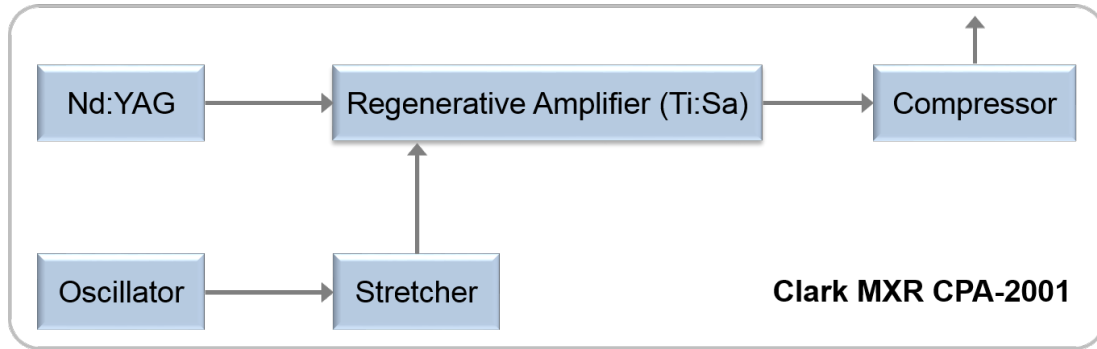 Nd:YAG
Regenerative Amplifier (Ti:Sa)
Compressor
Oscillator
Stretcher
Clark MXR CPA-2001